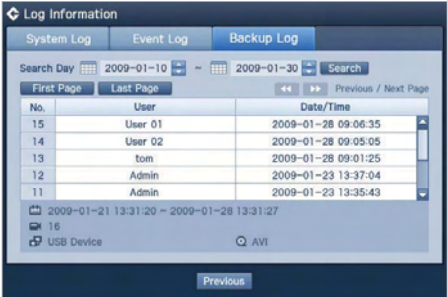 Log Information
System Log Event Log Backup Log
Search Day 2009-01-10 ~ 2009-01-30 Search
First Page Last Page Previous / Next Page
No. User Date/Time
15 User 01 2009-01-28 09:06:35
14 User 02 2009-01-28 09:05:05
13 tom 2009-01-28 09:01:25
12 Admin 2009-01-23 13:37:04
11 Admin 2009-01-23 13:35:43
2009-01-21 13:31:20 ~ 2009-01-28 13:31:27
16
USB Device AVI
Previous